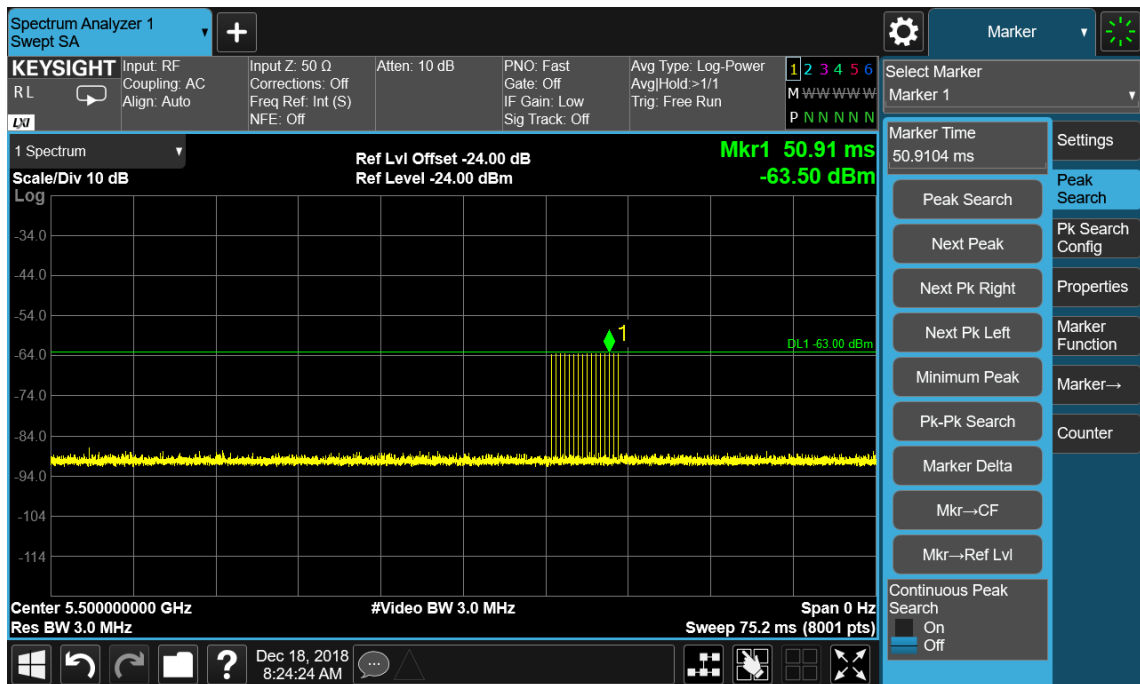 Spectrum Analyzer 1
Swept SA
+
Marker
KEYSIGHT
R L
LXI
Input: RF
Coupling: AC
Align: Auto
Input Z: 50 Ω
Corrections: Off
Freq Ref: Int (S)
NFE: Off
Atten: 10 dB
PNO: Fast
Gate: Off
IF Gain: Low
Sig Track: Off
Avg Type: Log-Power
Avg|Hold:>1/1
Trig: Free Run
1 2 3 4 5 6
M W W W W W
P N N N N N
Select Marker
Marker 1
1 Spectrum
Scale/Div 10 dB
Log
Ref Lvl Offset -24.00 dB
Ref Level -24.00 dBm
Mkr1 50.91 ms
-63.50 dBm
-34.0
-44.0
-54.0
-64.0
-74.0
-84.0
-94.0
-104
-114
1
DL1 -63.00 dBm
Center 5.500000000 GHz
Res BW 3.0 MHz
#Video BW 3.0 MHz
Span 0 Hz
Sweep 75.2 ms (8001 pts)
Marker Time
50.9104 ms
Peak Search
Next Peak
Next Pk Right
Next Pk Left
Minimum Peak
Pk-Pk Search
Marker Delta
Mkr→CF
Mkr→Ref Lvl
Continuous Peak
Search
On
Off
Settings
Peak
Search
Pk Search
Config
Properties
Marker
Function
Marker→
Counter
?
Dec 18, 2018
8:24:24 AM